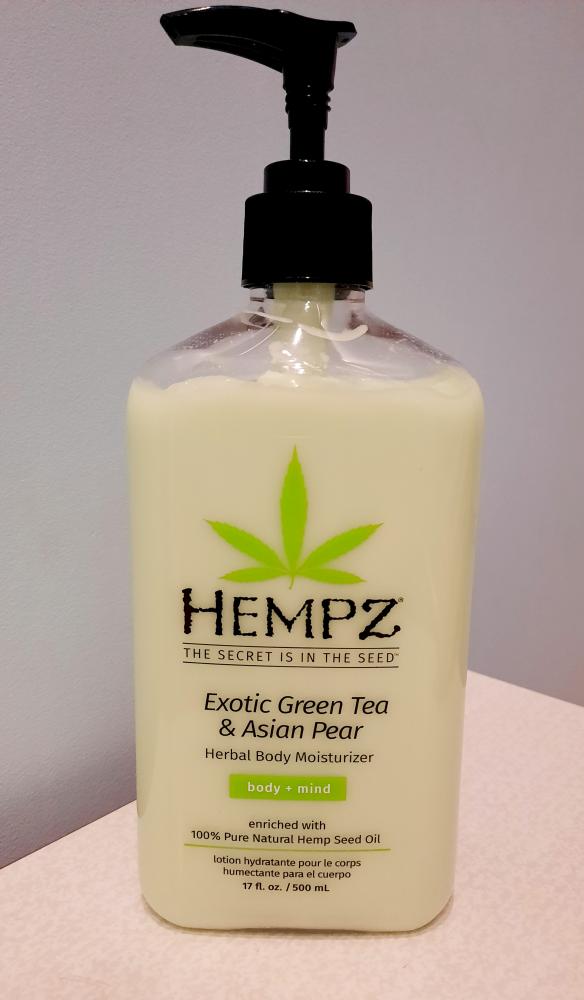 HEMPZ®
THE SECRET IS IN THE SEED™
Exotic Green Tea
& Asian Pear
Herbal Body Moisturizer
body + mind
enriched with
100% Pure Natural Hemp Seed Oil
lotion hydratante pour le corps
humectante para el cuerpo
17 fl. oz. / 500 mL